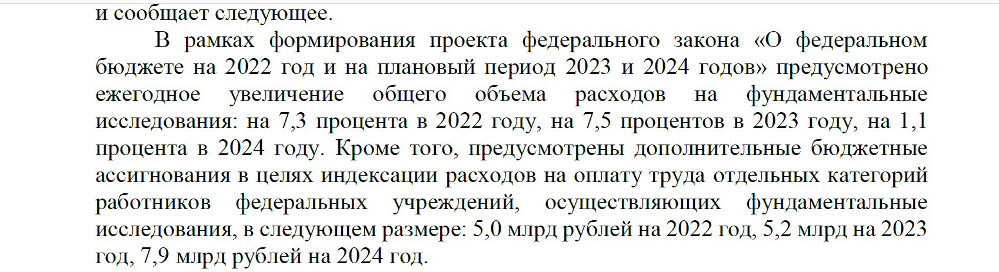 и сообщает следующее.
В рамках формирования проекта федерального закона «О федеральном
бюджете на 2022 год и на плановый период 2023 и 2024 годов» предусмотрено
ежегодное увеличение общего объема расходов на фундаментальные
исследования: на 7,3 процента в 2022 году, на 7,5 процентов в 2023 году, на 1,1
процента в 2024 году. Кроме того, предусмотрены дополнительные бюджетные
ассигнования в целях индексации расходов на оплату труда отдельных категорий
работников федеральных учреждений, осуществляющих фундаментальные
исследования, в следующем размере: 5,0 млрд рублей на 2022 год, 5,2 млрд на 2023
год, 7,9 млрд рублей на 2024 год.